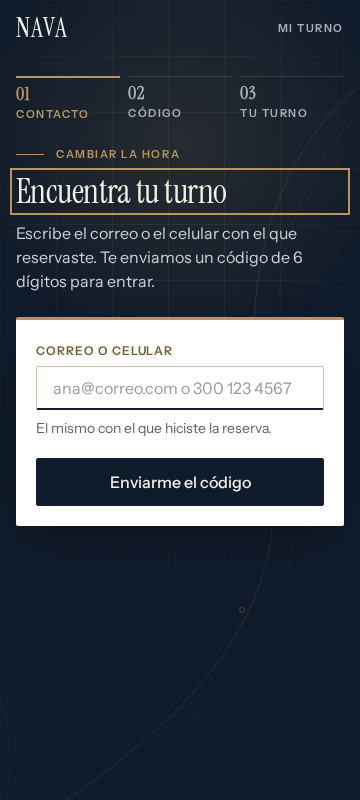 NAVA
MI TURNO
01
CONTACTO
02
CÓDIGO
03
TU TURNO
CAMBIAR LA HORA
Encuentra tu turno
Escribe el correo o el celular con el que
reservaste. Te enviamos un código de 6
dígitos para entrar.
CORREO O CELULAR
ana@correo.com o 300 123 4567
El mismo con el que hiciste la reserva.
Enviarme el código